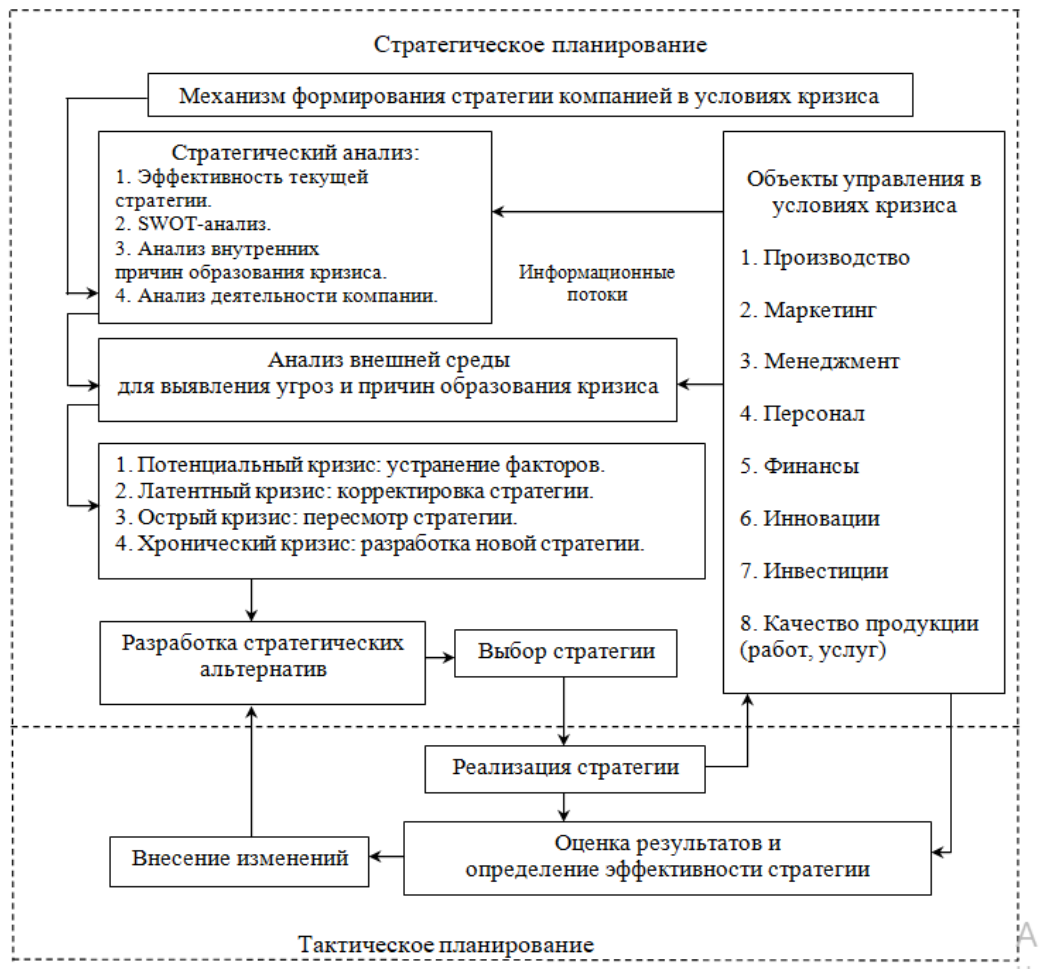 Стратегическое планирование
Механизм формирования стратегии компанией в условиях кризиса
Стратегический анализ:
1. Эффективность текущей
стратегии.
2. SWOT-анализ.
3. Анализ внутренних
причин образования кризиса.
4. Анализ деятельности компании.
Информационные
потоки
Объекты управления в
условиях кризиса
1. Производство
2. Маркетинг
3. Менеджмент
4. Персонал
5. Финансы
6. Инновации
7. Инвестиции
8. Качество продукции
(работ, услуг)
Анализ внешней среды
для выявления угроз и причин образования кризиса
1. Потенциальный кризис: устранение факторов.
2. Латентный кризис: корректировка стратегии.
3. Острый кризис: пересмотр стратегии.
4. Хронический кризис: разработка новой стратегии.
Разработка стратегических
альтернатив
Выбор стратегии
Реализация стратегии
Оценка результатов и
определение эффективности стратегии
Внесение изменений
Тактическое планирование